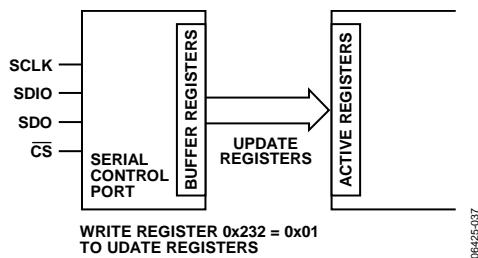 SCLK
SDIO
SDO
CS
SERIAL
CONTROL
PORT
BUFFER REGISTERS
UPDATE
REGISTERS
ACTIVE REGISTERS
WRITE REGISTER 0x232 = 0x01
TO UDATE REGISTERS
06425-037